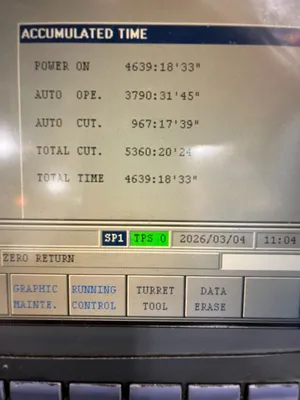 ACCUMULATED TIME
POWER ON 4639:18'33"
AUTO OPE. 3790:31'45"
AUTO CUT. 967:17'39"
TOTAL CUT. 5360:20'24
TOTAL TIME 4639:18'33"
SP1 TPS 0 2026/03/04 11:04
ZERO RETURN
GRAPHIC MAINTE.
RUNNING CONTROL
TURRET TOOL
DATA ERASE